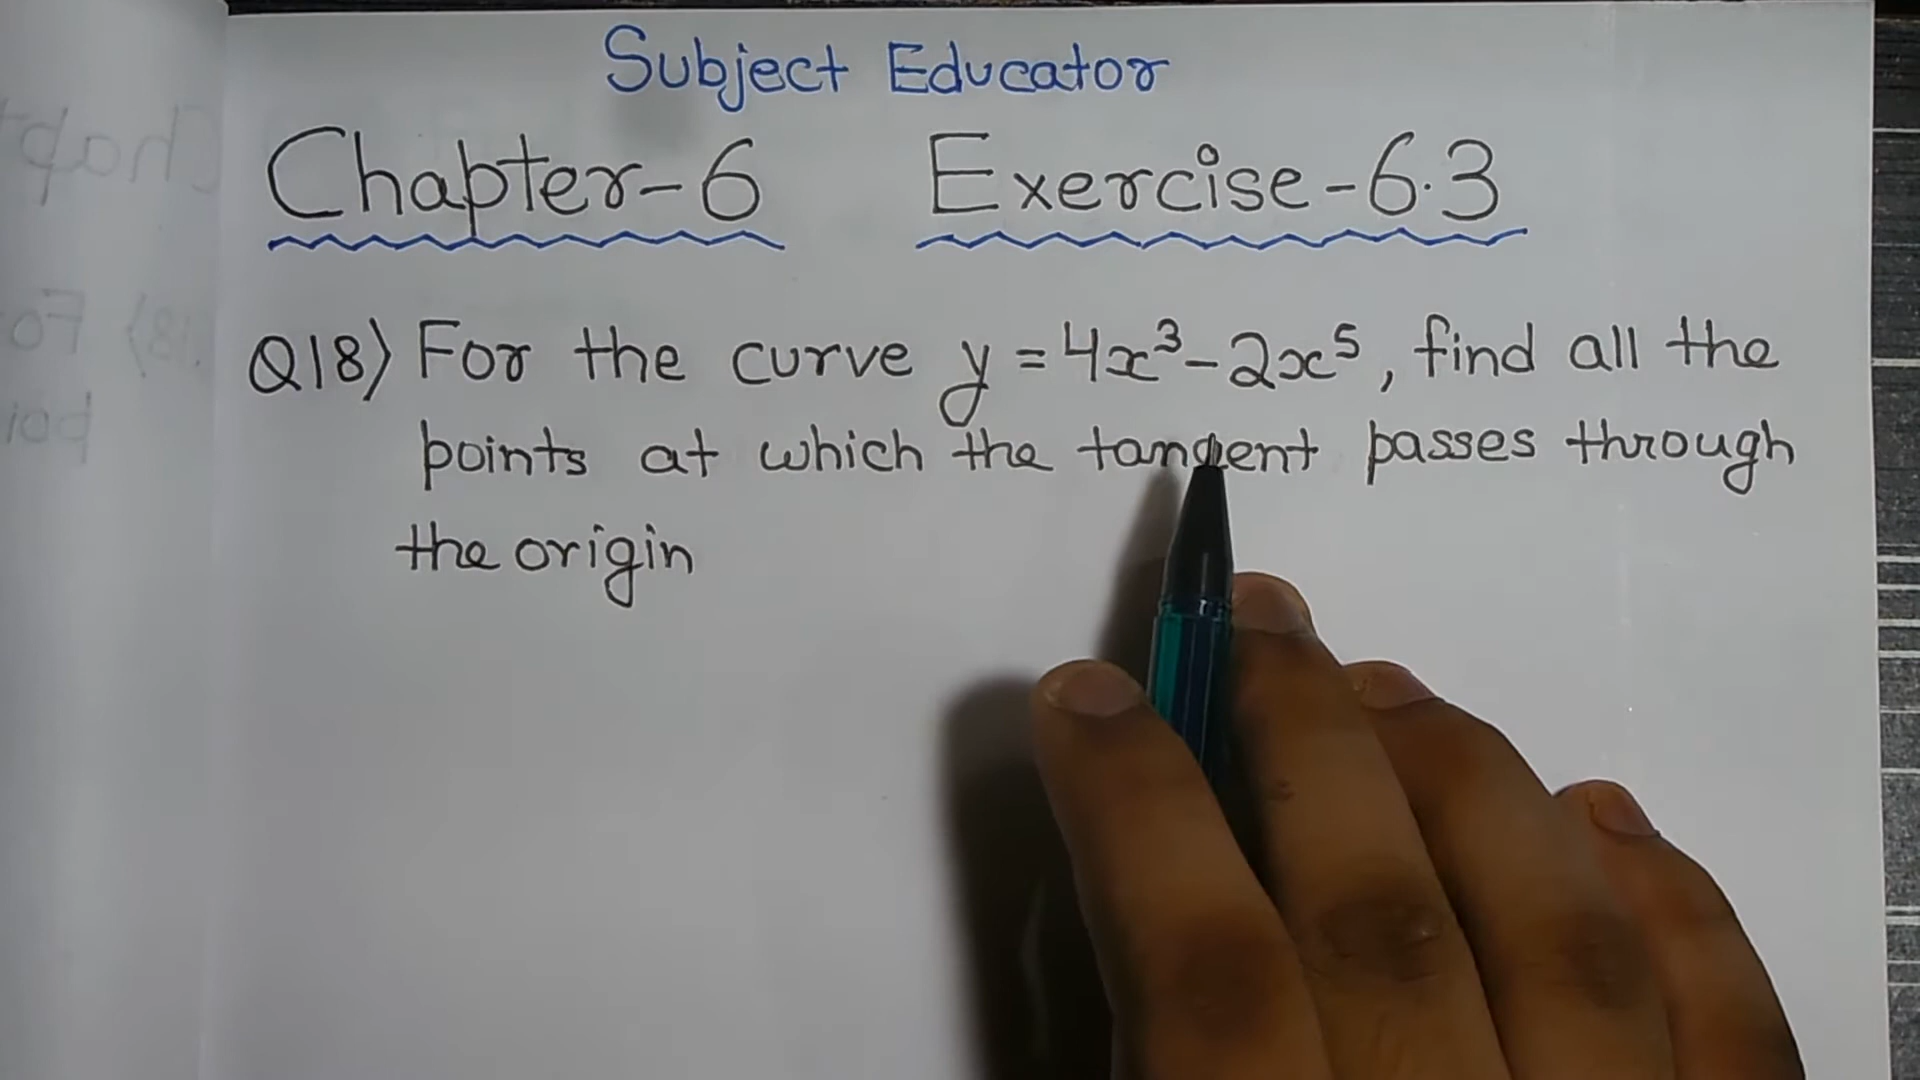 Subject Educator
Chapter-6 Exercise-6.3
Q18) For the curve y = 4x³-2x⁵, find all the
points at which the tangent passes through
the origin